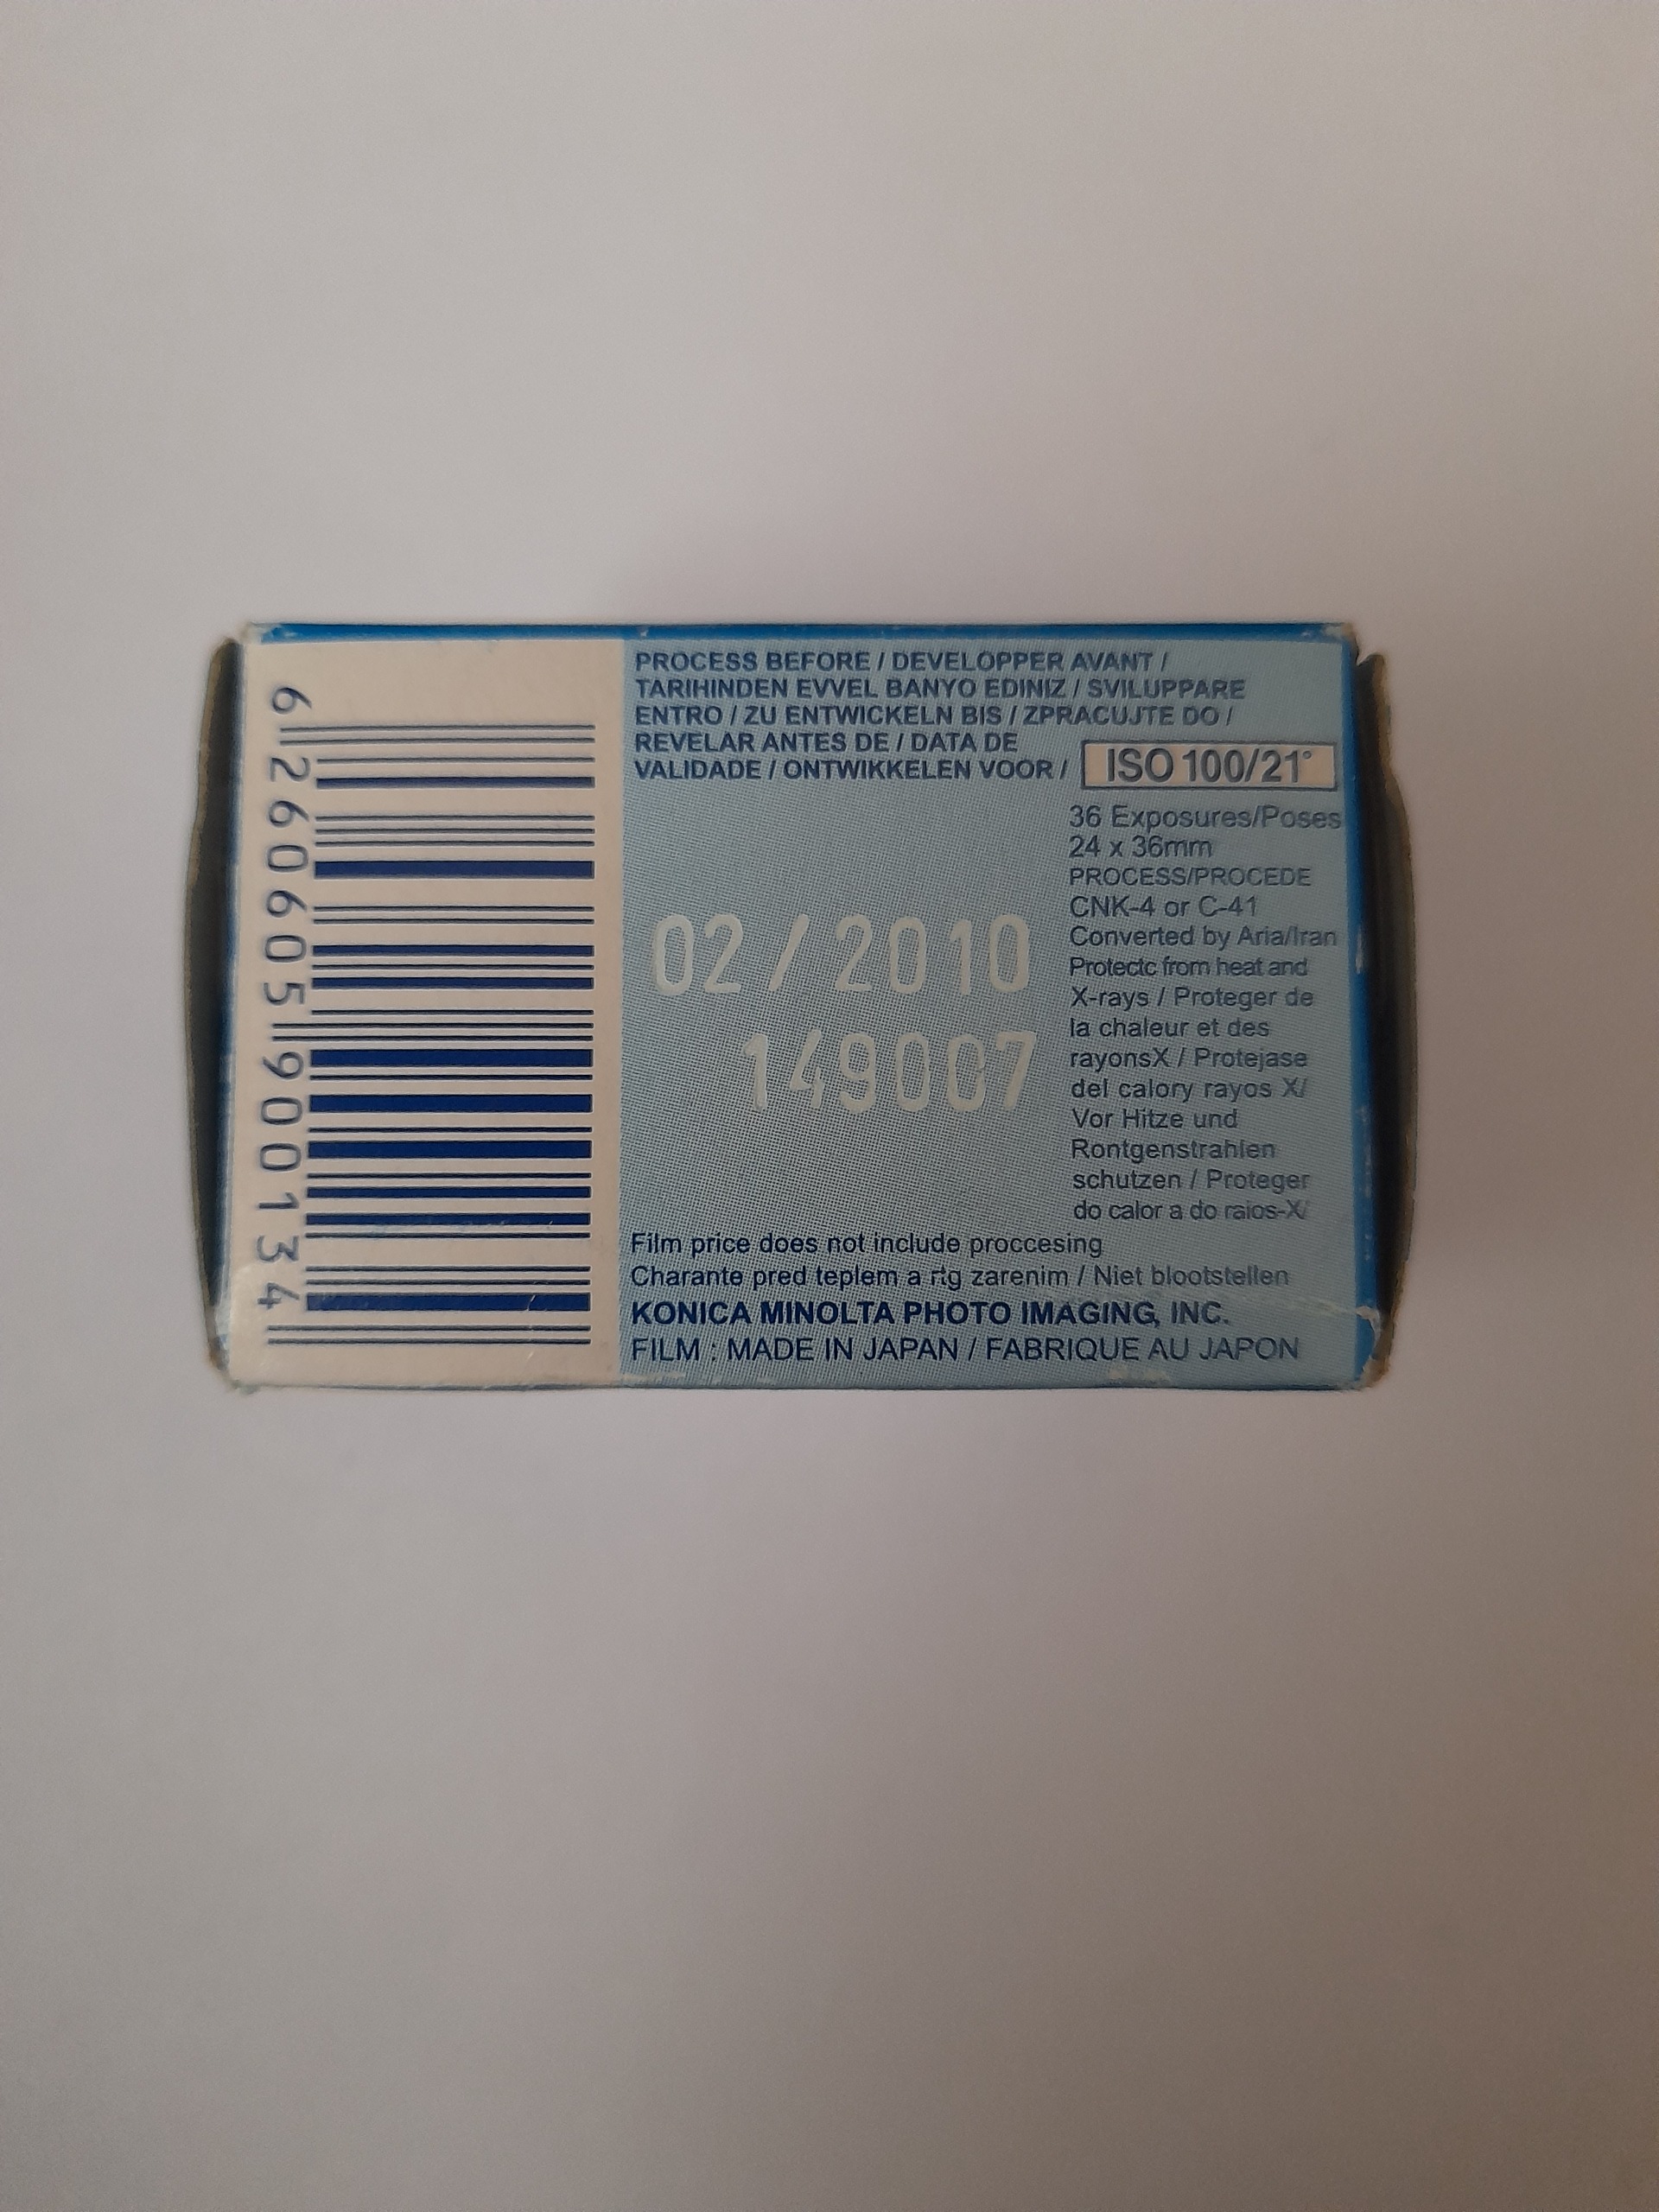 6 260605 900134
PROCESS BEFORE / DEVELOPPER AVANT /
TARIHINDEN EVVEL BANYO EDINIZ / SVILUPPARE
ENTRO / ZU ENTWICKELN BIS / ZPRACUJTE DO /
REVELAR ANTES DE / DATA DE
VALIDADE / ONTWIKKELEN VOOR /
ISO 100/21°
02/2010
149007
36 Exposures/Poses
24 x 36mm
PROCESS/PROCEDE
CNK-4 or C-41
Converted by Aria/Iran
Protectc from heat and
X-rays / Proteger de
la chaleur et des
rayonsX / Protejase
del calory rayos X/
Vor Hitze und
Rontgenstrahlen
schutzen / Proteger
do calor a do raios-X/
Film price does not include proccesing
Charante pred teplem a rtg zarenim / Niet blootstellen
KONICA MINOLTA PHOTO IMAGING, INC.
FILM : MADE IN JAPAN / FABRIQUE AU JAPON